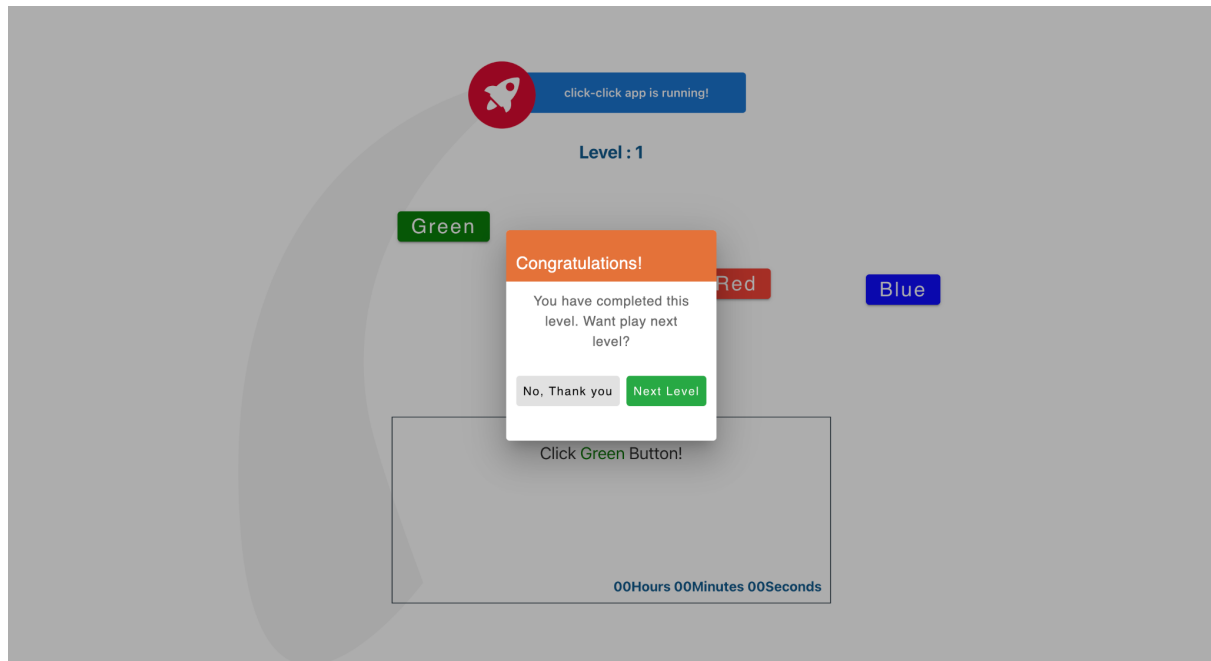 click-click app is running!
Level : 1
Green
Red
Blue
Congratulations!
You have completed this
level. Want play next
level?
No, Thank you
Next Level
Click Green Button!
00Hours 00Minutes 00Seconds